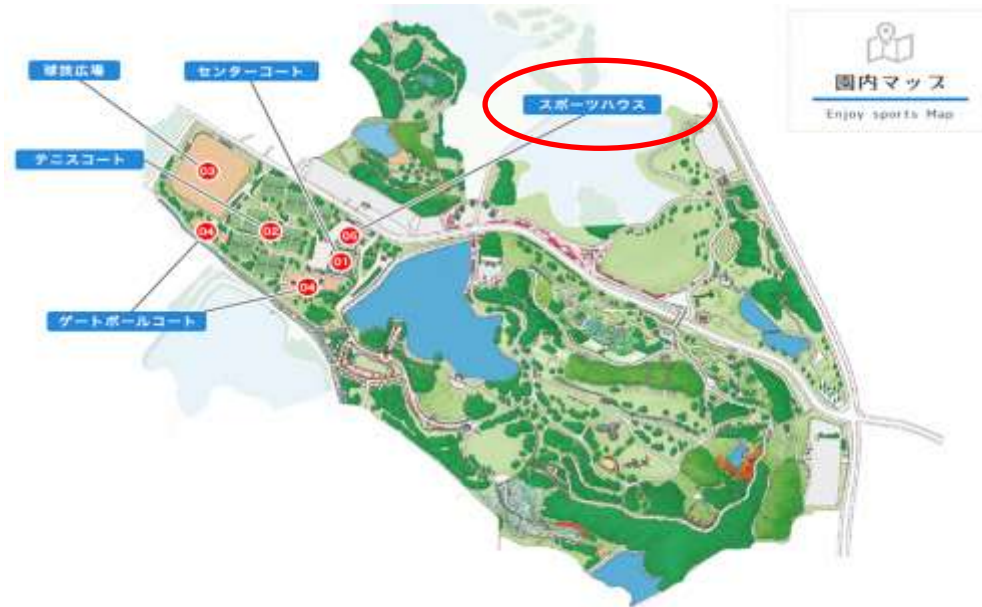 園内マップ
Enjoy sports Map
球技広場
センターコート
スポーツハウス
テニスコート
ゲートボールコート
03
04
02
05
01
04